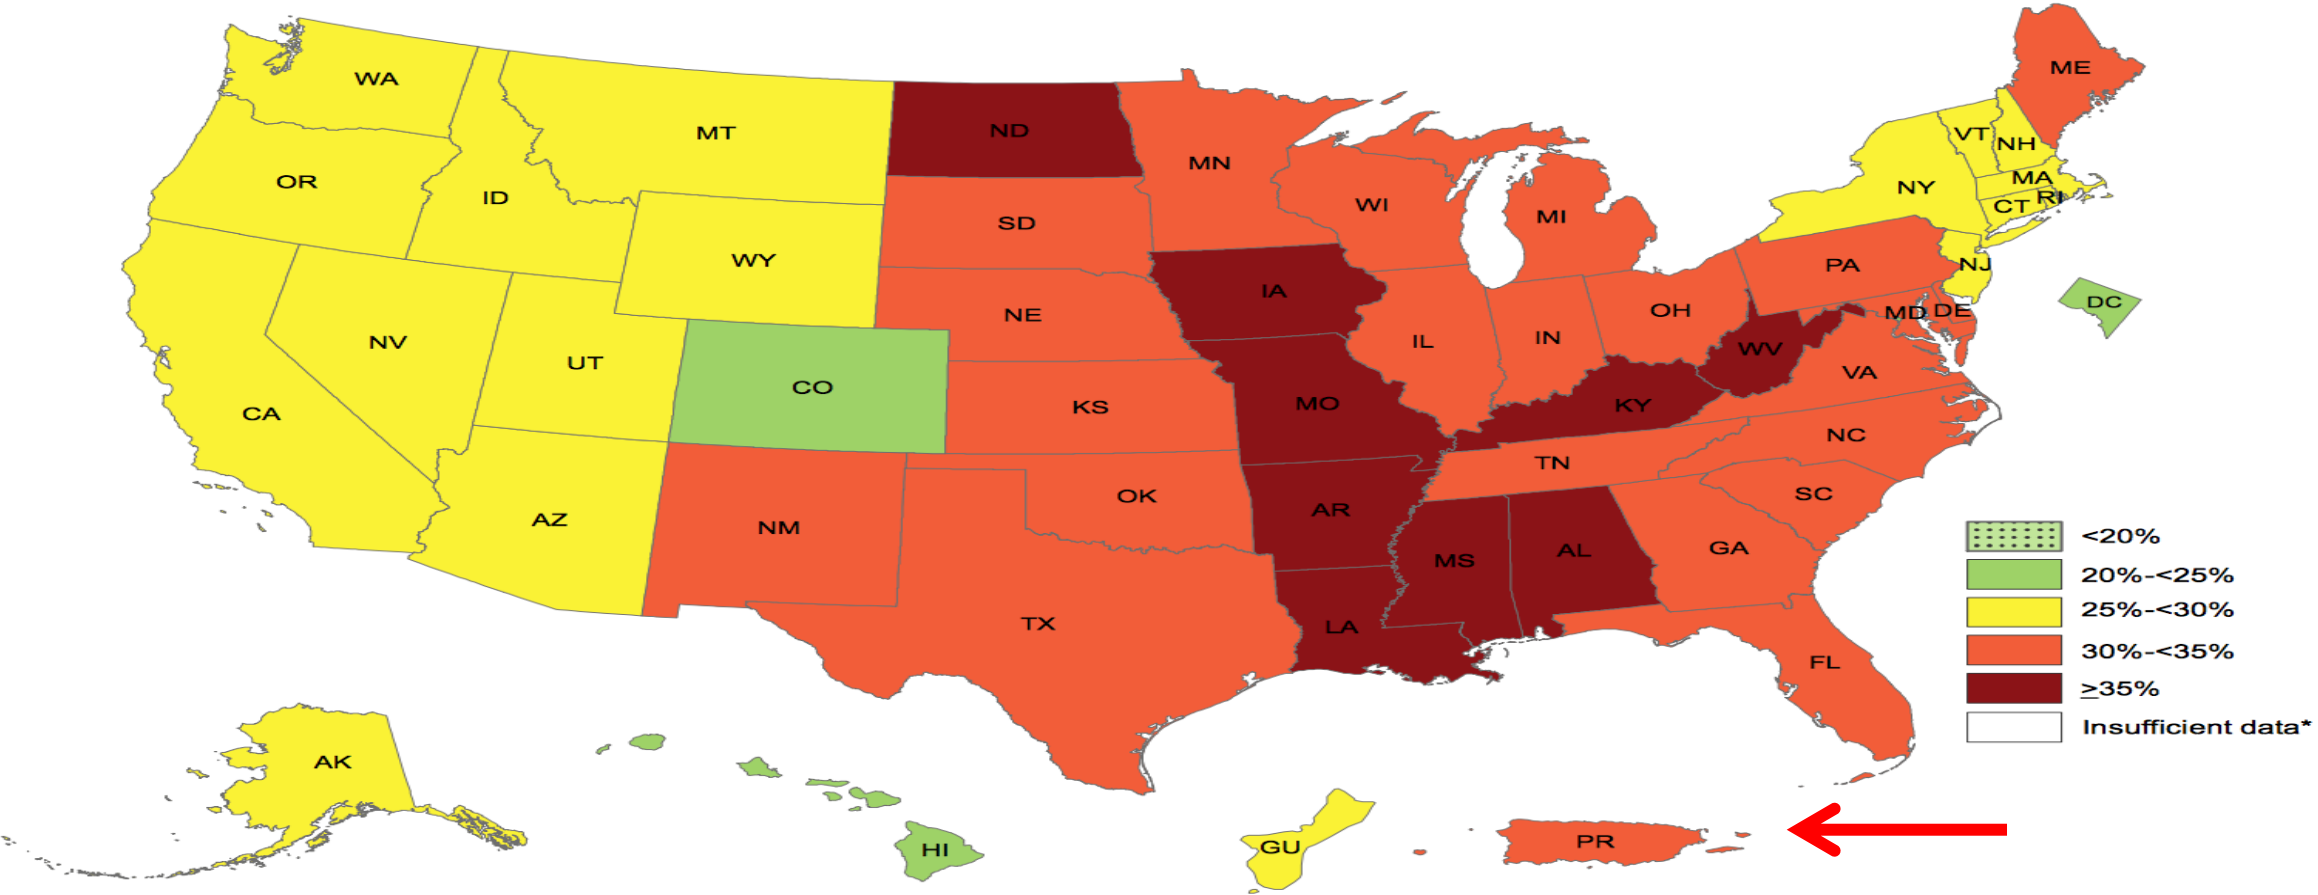 WA
MT
ND
MN
ME
OR
ID
SD
WI
MI
VT
NH
NY
MA
CT
RI
WY
NE
IA
PA
NJ
NV
UT
CO
KS
IL
IN
OH
MD
DE
DC
CA
MO
KY
WV
VA
AZ
NM
OK
AR
TN
NC
SC
TX
LA
MS
AL
GA
FL
<20%
20%-<25%
25%-<30%
30%-<35%
≥35%
Insufficient data*
AK
HI
GU
PR